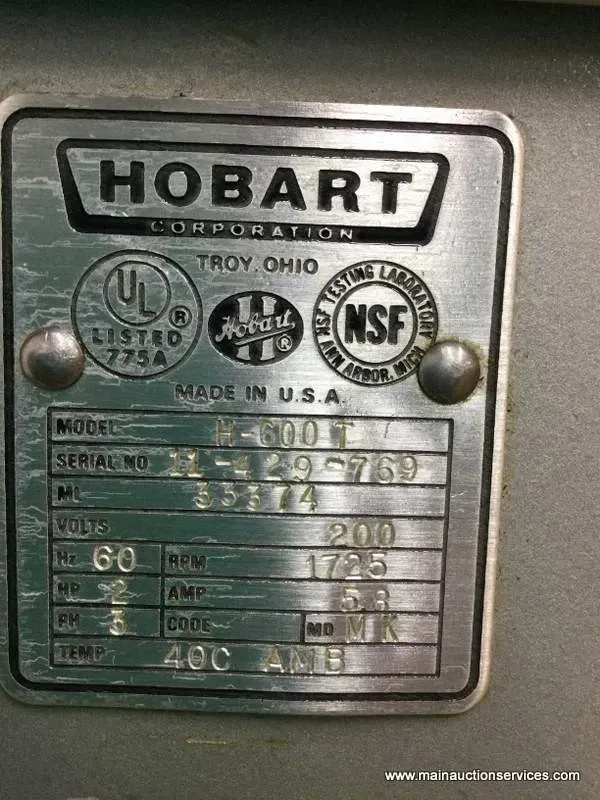 HOBART
CORPORATION
TROY, OHIO
UL
®
LISTED
775A
H
Hobart
®
NSF TESTING LABORATORY
NSF
ANN ARBOR, MICH
MADE IN U.S.A.
MODEL H-600 T
SERIAL NO 11-429-769
ML 33374
VOLTS 200
Hz 60 RPM 1725
HP 2 AMP 5.8
PH 3 CODE MD MK
TEMP 40C AMB
www.mainauctionservices.com